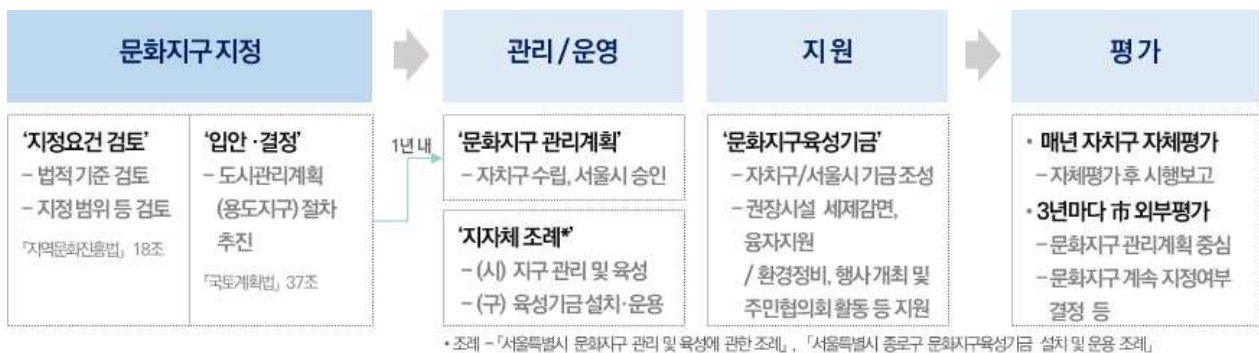 문화지구 지정
관리 / 운영
지 원
평 가
‘지정요건 검토’
– 법적 기준 검토
– 지정 범위 등 검토
『지역문화진흥법』 18조
‘입안 · 결정’
– 도시관리계획
(용도지구) 절차
추진
『국토계획법』 37조
1년 내
‘문화지구 관리계획’
– 자치구 수립, 서울시 승인
‘지자체 조례*’
– (시) 지구 관리 및 육성
– (구) 육성기금 설치·운용
‘문화지구육성기금’
– 자치구/서울시 기금 조성
– 권장시설 세제감면,
융자지원
/ 환경정비, 행사 개최 및
주민협의회 활동 등 지원
· 매년 자치구 자체평가
– 자체평가 후 시행보고
· 3년마다 市 외부평가
– 문화지구 관리계획 중심
– 문화지구 계속 지정여부
결정 등
* 조례 – 「서울특별시 문화지구 관리 및 육성에 관한 조례」, 「서울특별시 종로구 문화지구육성기금 설치 및 운용 조례」